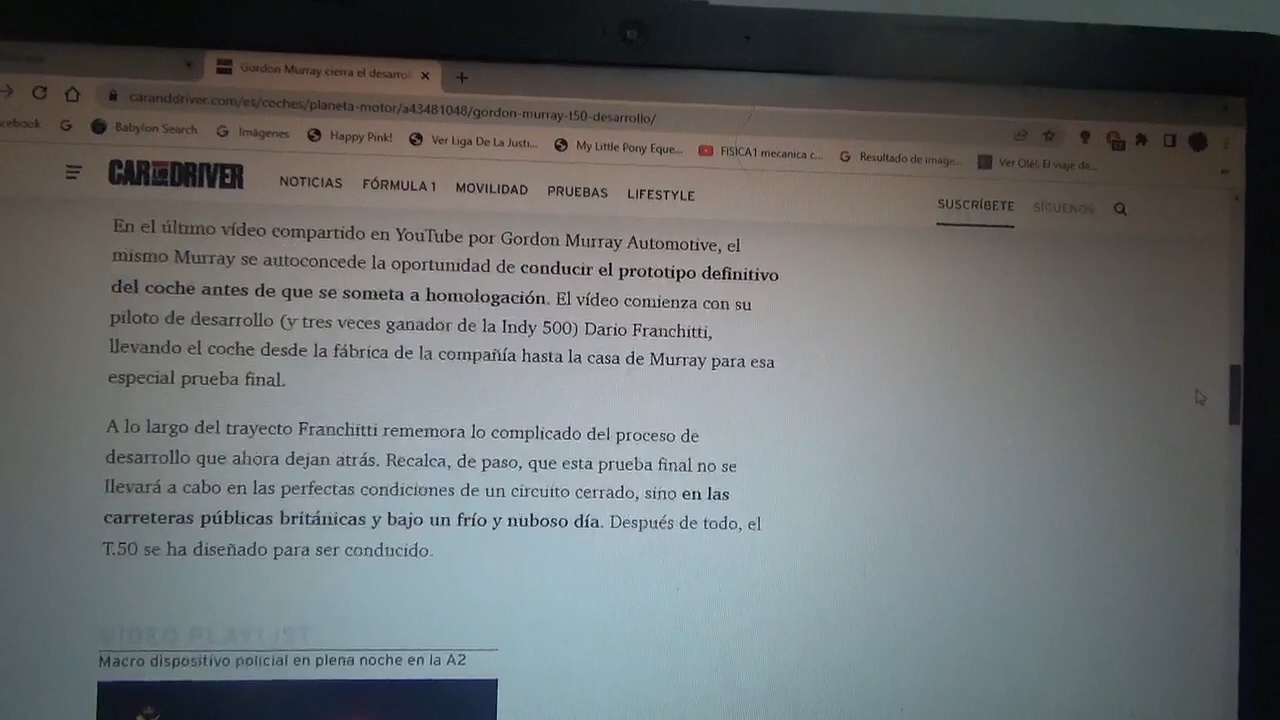 Gordon Murray cierra el desarrol
caranddriver.com/es/coches/planeta-motor/a43481048/gordon-murray-t50-desarrollo/
cebook
Babylon Search
Imágenes
Happy Pink!
Ver Liga De La Justi...
My Little Pony Eque...
FISICA1 mecanica c...
Resultado de image...
Ver Olé!. El viaje de...
CAR AND DRIVER
NOTICIAS
FÓRMULA 1
MOVILIDAD
PRUEBAS
LIFESTYLE
SUSCRÍBETE
SÍGUENOS
En el último vídeo compartido en YouTube por Gordon Murray Automotive, el
mismo Murray se autoconcede la oportunidad de conducir el prototipo definitivo
del coche antes de que se someta a homologación. El vídeo comienza con su
piloto de desarrollo (y tres veces ganador de la Indy 500) Dario Franchitti,
llevando el coche desde la fábrica de la compañía hasta la casa de Murray para esa
especial prueba final.
A lo largo del trayecto Franchitti rememora lo complicado del proceso de
desarrollo que ahora dejan atrás. Recalca, de paso, que esta prueba final no se
llevará a cabo en las perfectas condiciones de un circuito cerrado, sino en las
carreteras públicas británicas y bajo un frío y nuboso día. Después de todo, el
T.50 se ha diseñado para ser conducido.
VIDEO PLAYLIST
Macro dispositivo policial en plena noche en la A2